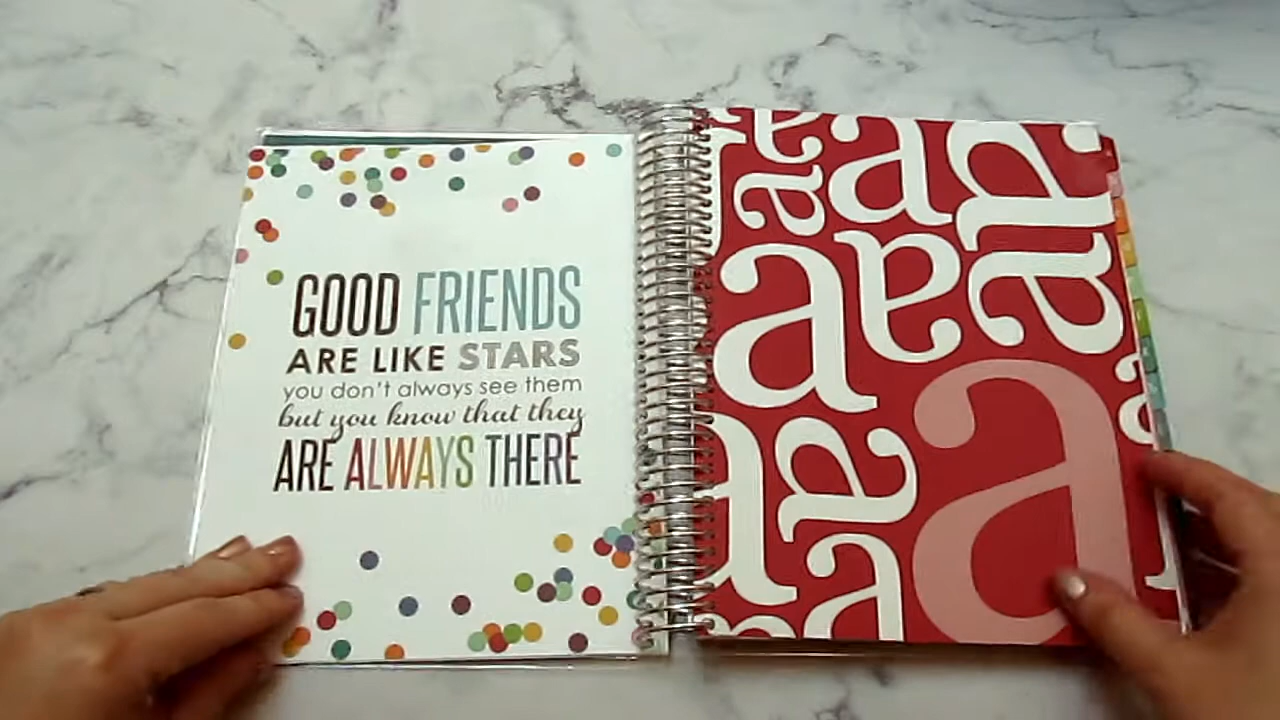 GOOD FRIENDS
ARE LIKE STARS
you don't always see them
but you know that they
ARE ALWAYS THERE
a